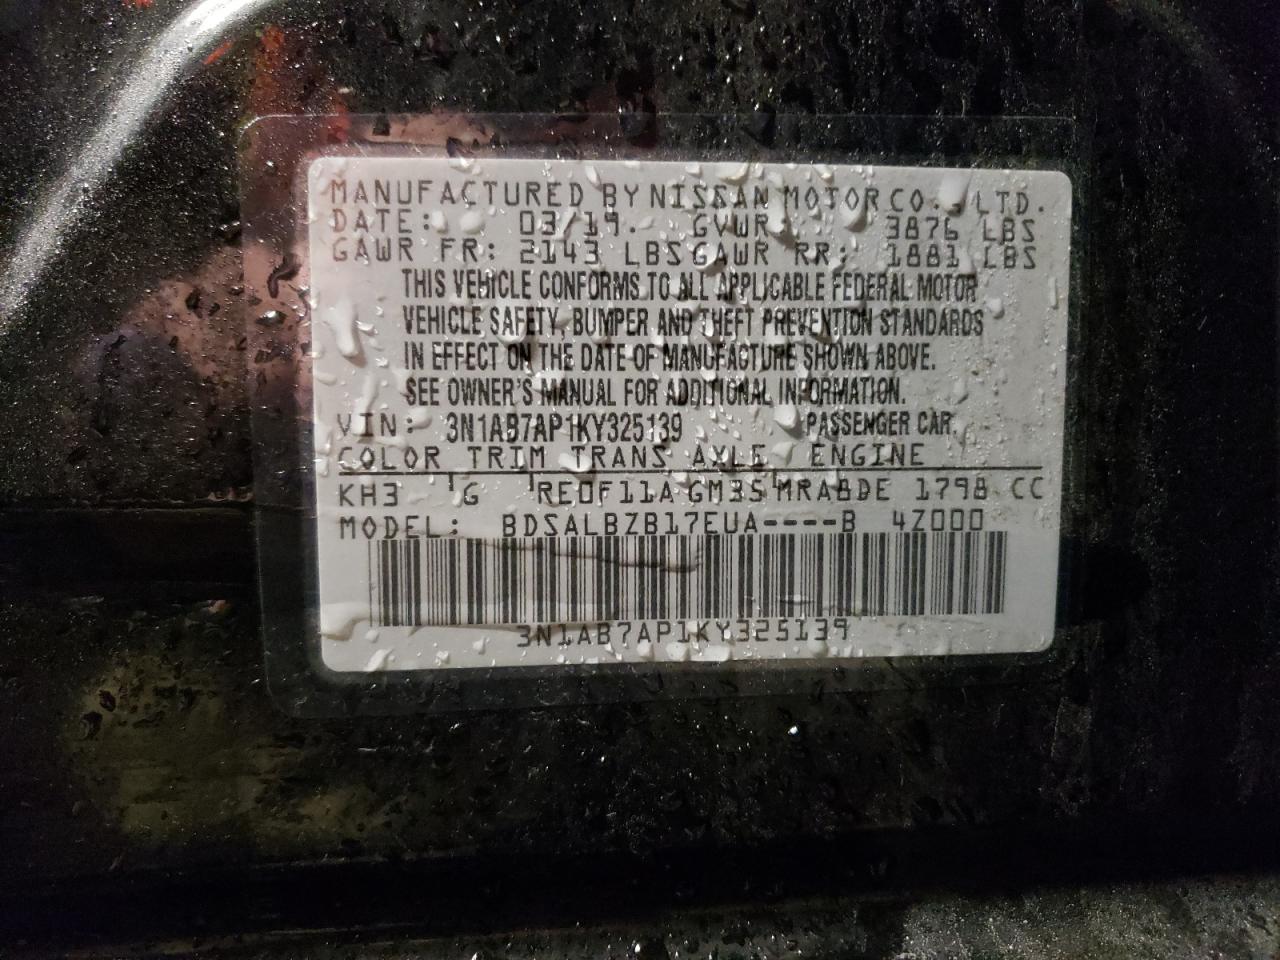 MANUFACTURED BY NISSAN MOTOR CO., LTD.
DATE: 03/19. GVWR: 3876 LBS
GAWR FR: 2143 LBS GAWR RR: 1881 LBS
THIS VEHICLE CONFORMS TO ALL APPLICABLE FEDERAL MOTOR
VEHICLE SAFETY, BUMPER AND THEFT PREVENTION STANDARDS
IN EFFECT ON THE DATE OF MANUFACTURE SHOWN ABOVE.
SEE OWNER'S MANUAL FOR ADDITIONAL INFORMATION.
VIN: 3N1AB7AP1KY325139 PASSENGER CAR.
COLOR TRIM TRANS AXLE ENGINE
KH3 G RE0F11A GM35 MRA8DE 1798 CC
MODEL: BDSALBZB17EUA----B 4Z000
3N1AB7AP1KY325139